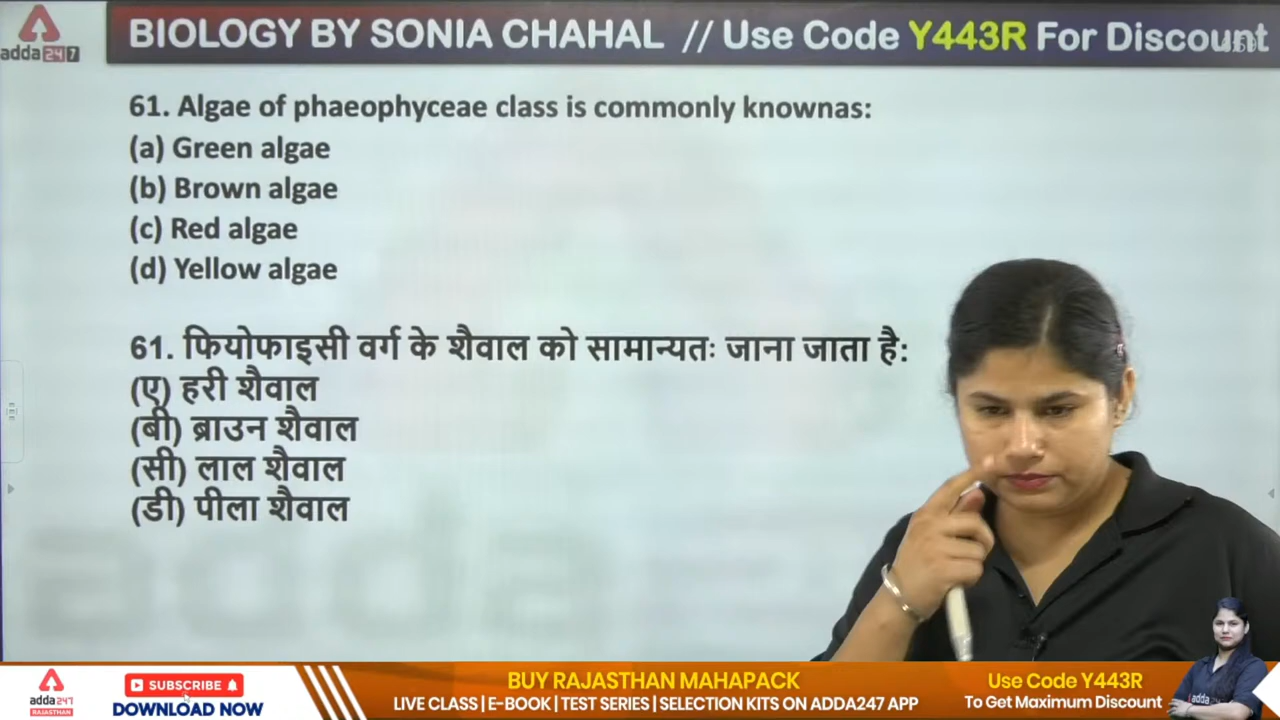 adda247
BIOLOGY BY SONIA CHAHAL // Use Code Y443R For Discount
61. Algae of phaeophyceae class is commonly knownas:
(a) Green algae
(b) Brown algae
(c) Red algae
(d) Yellow algae
61. फियोफाइसी वर्ग के शैवाल को सामान्यतः जाना जाता है:
(ए) हरी शैवाल
(बी) ब्राउन शैवाल
(सी) लाल शैवाल
(डी) पीला शैवाल
adda
adda247
RAJASTHAN
SUBSCRIBE
DOWNLOAD NOW
BUY RAJASTHAN MAHAPACK
LIVE CLASS | E-BOOK | TEST SERIES | SELECTION KITS ON ADDA247 APP
Use Code Y443R
To Get Maximum Discount